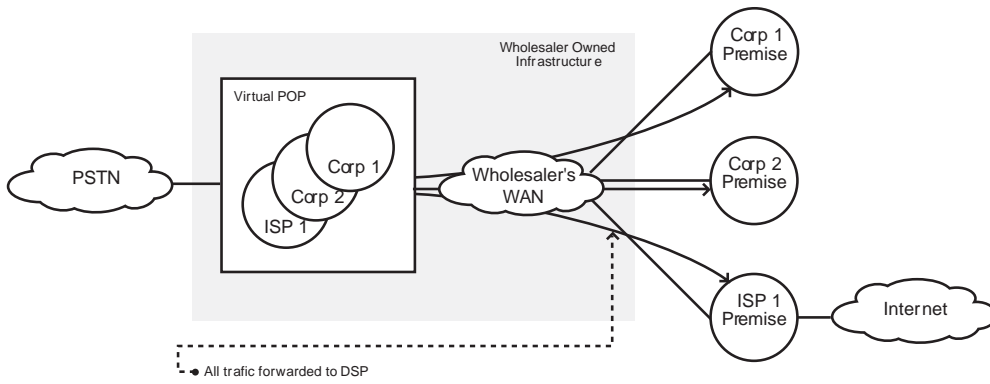 Wholesaler Owned
Infrastructure
Corp 1
Premise
Virtual POP
Corp 1
Corp 2
ISP 1
PSTN
Wholesaler's
WAN
Corp 2
Premise
ISP 1
Premise
Internet
All trafic forwarded to DSP